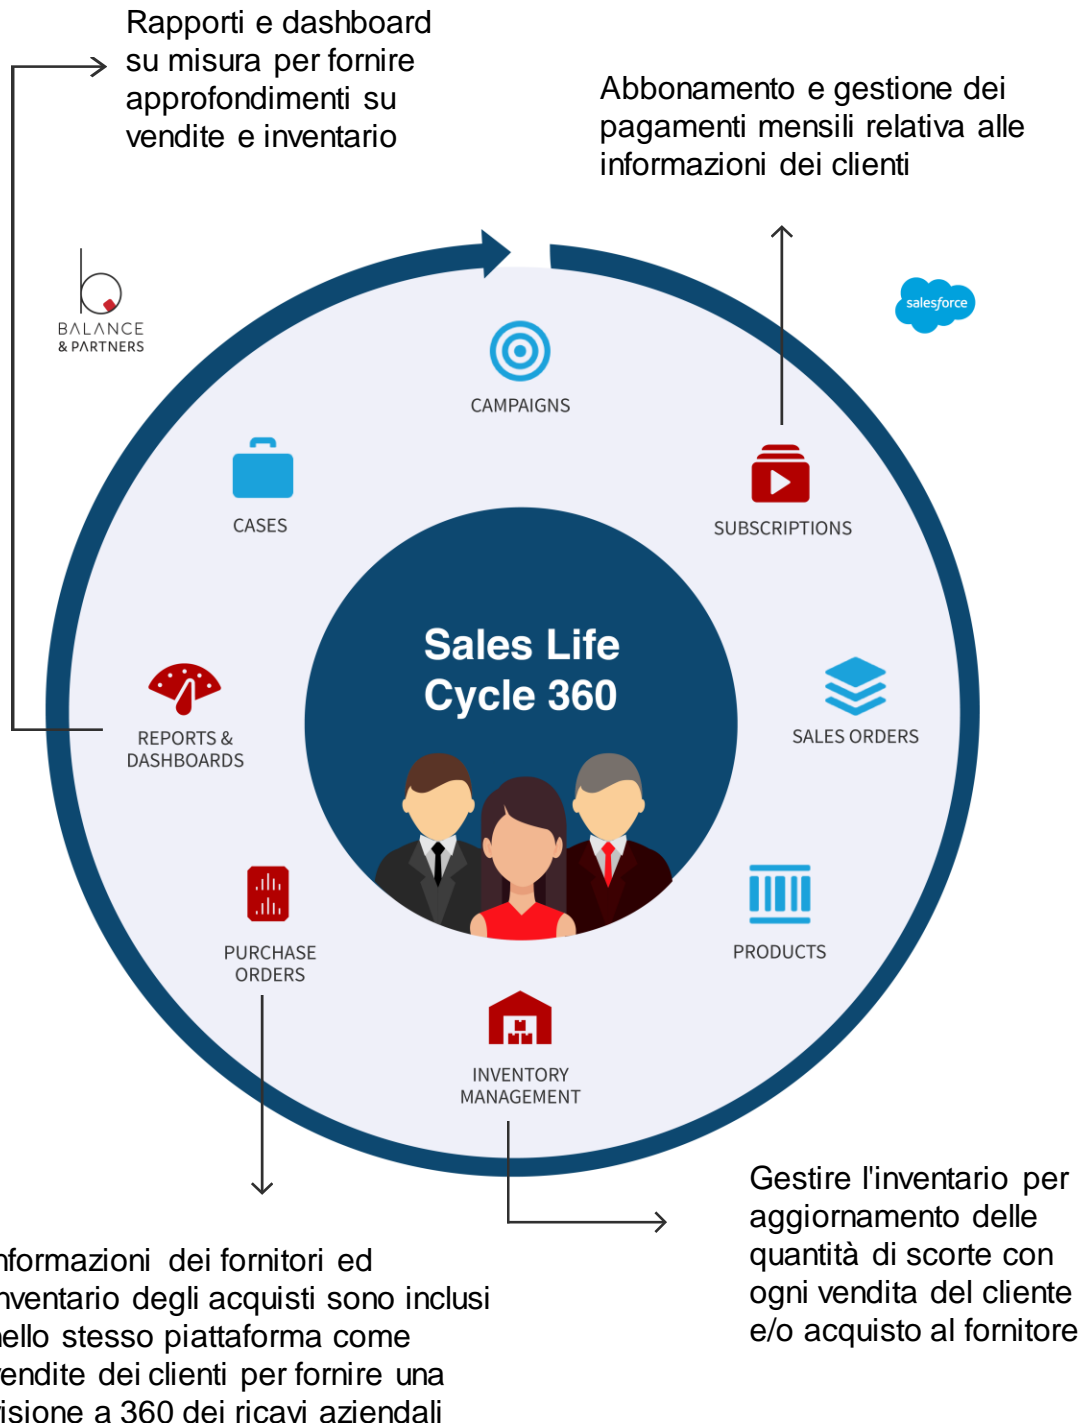 Rapporti e dashboard
su misura per fornire
approfondimenti su
vendite e inventario
Abbonamento e gestione dei
pagamenti mensili relativa alle
informazioni dei clienti
BALANCE
& PARTNERS
salesforce
CAMPAIGNS
CASES
SUBSCRIPTIONS
Sales Life
Cycle 360
REPORTS &
DASHBOARDS
SALES ORDERS
PURCHASE
ORDERS
PRODUCTS
INVENTORY
MANAGEMENT
Gestire l'inventario per
aggiornamento delle
quantità di scorte con
ogni vendita del cliente
e/o acquisto al fornitore
nformazioni dei fornitori ed
nventario degli acquisti sono inclusi
nello stesso piattaforma come
vendite dei clienti per fornire una
visione a 360 dei ricavi aziendali